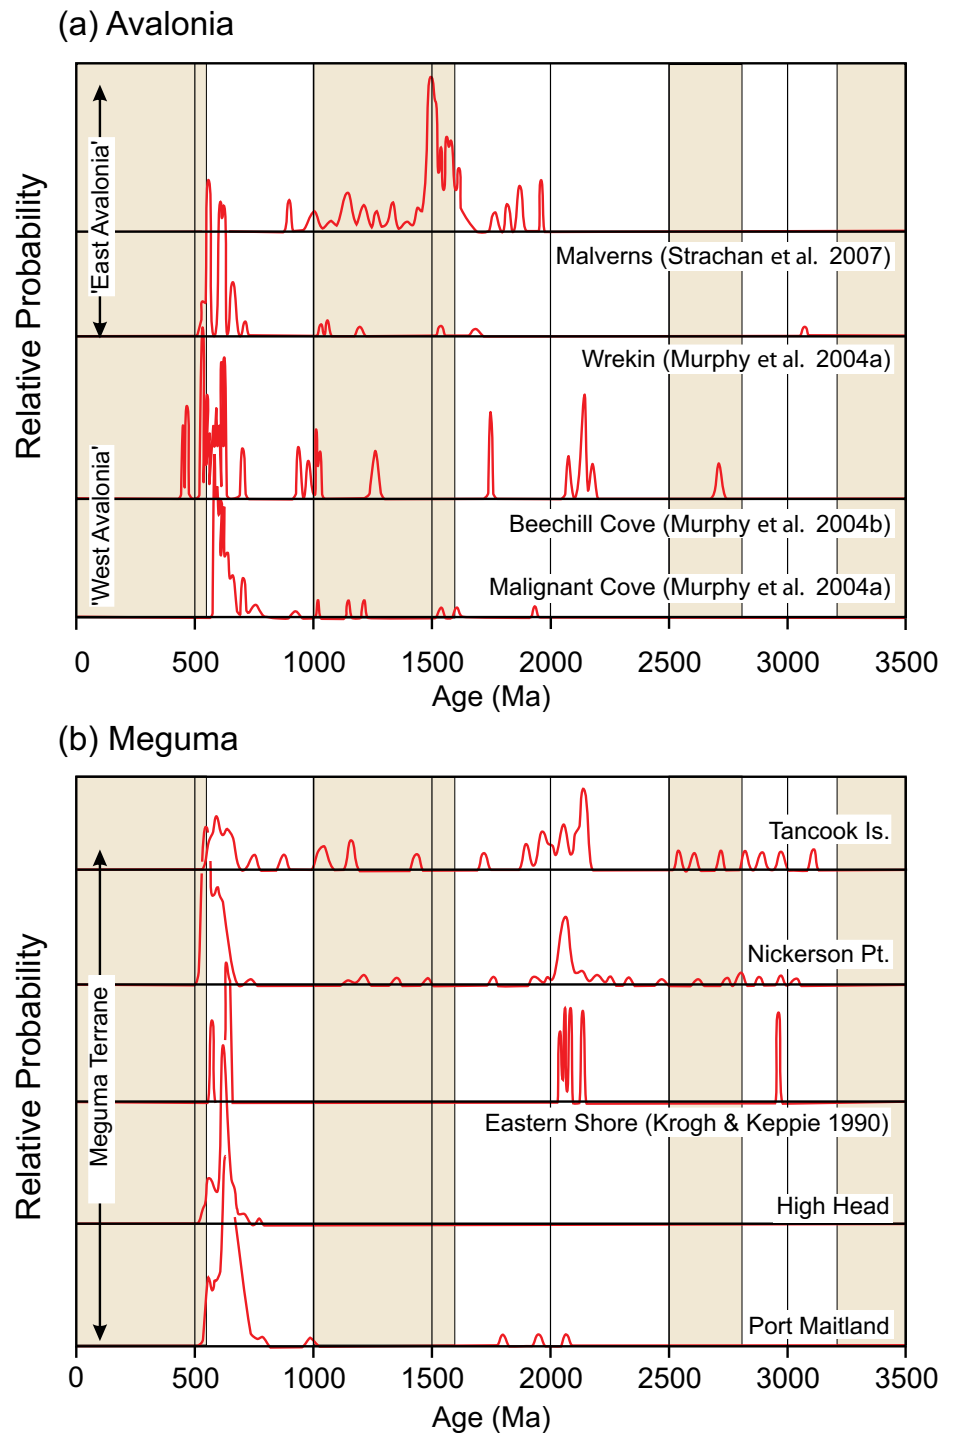 (a) Avalonia
Relative Probability
'East Avalonia'
'West Avalonia'
Malverns (Strachan et al. 2007)
Wrekin (Murphy et al. 2004a)
Beechill Cove (Murphy et al. 2004b)
Malignant Cove (Murphy et al. 2004a)
0 500 1000 1500 2000 2500 3000 3500
Age (Ma)
(b) Meguma
Relative Probability
Meguma Terrane
Tancook Is.
Nickerson Pt.
Eastern Shore (Krogh & Keppie 1990)
High Head
Port Maitland
0 500 1000 1500 2000 2500 3000 3500
Age (Ma)